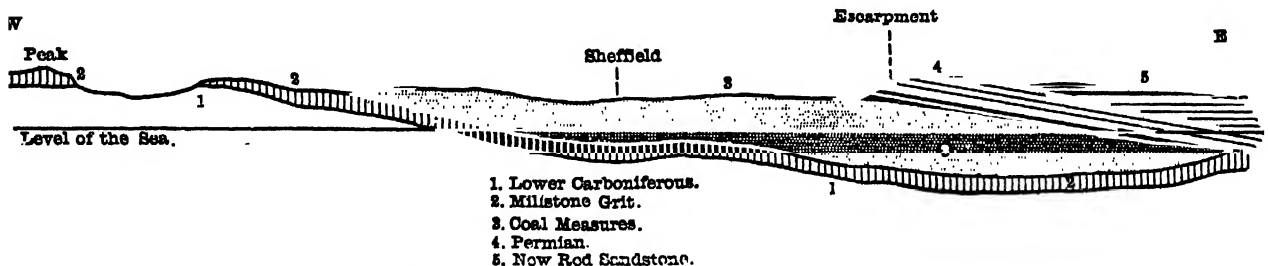 W
Escarpment
E
Peak
Sheffield
2
2
3
4
5
1
Level of the Sea.
1
2
1. Lower Carboniferous.
2. Millstone Grit.
3. Coal Measures.
4. Permian.
5. New Red Sandstone.